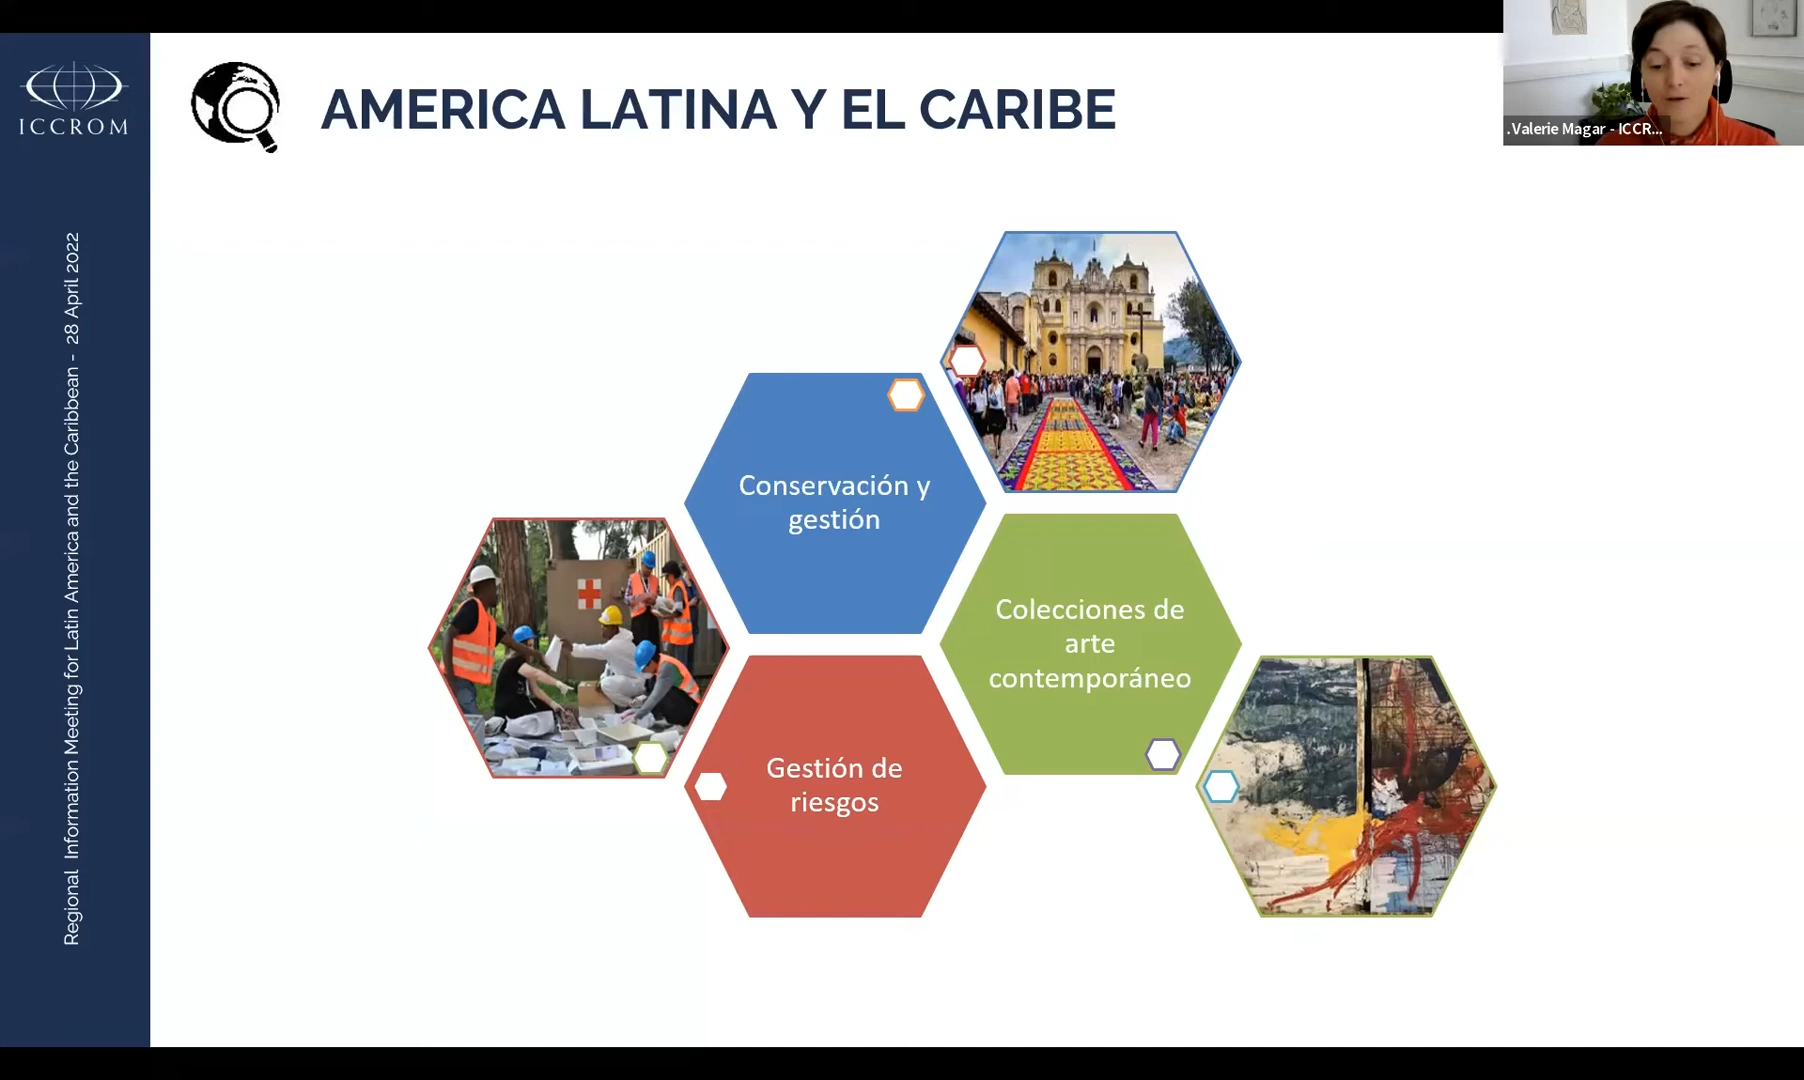 ICCROM
AMERICA LATINA Y EL CARIBE
.Valerie Magar - ICCR...
Regional Information Meeting for Latin America and the Caribbean - 28 April 2022
Conservación y
gestión
Colecciones de
arte
contemporáneo
Gestión de
riesgos